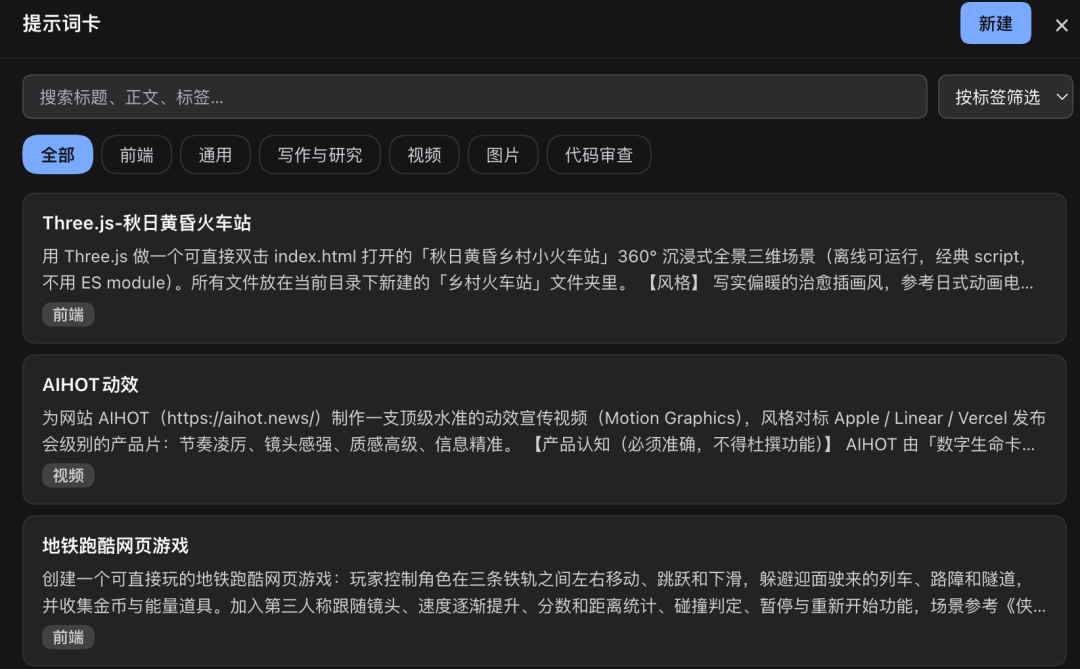 提示词卡
新建
搜索标题、正文、标签...
按标签筛选
全部
前端
通用
写作与研究
视频
图片
代码审查
Three.js-秋日黄昏火车站
用 Three.js 做一个可直接双击 index.html 打开的「秋日黄昏乡村小火车站」360° 沉浸式全景三维场景（离线可运行，经典 script，
不用 ES module）。所有文件放在当前目录下新建的「乡村火车站」文件夹里。 【风格】 写实偏暖的治愈插画风，参考日式动画电...
前端
AIHOT动效
为网站 AIHOT（https://aihot.news/）制作一支顶级水准的动效宣传视频（Motion Graphics），风格对标 Apple / Linear / Vercel 发布
会级别的产品片：节奏凌厉、镜头感强、质感高级、信息精准。 【产品认知（必须准确，不得杜撰功能）】 AIHOT 由「数字生命卡...
视频
地铁跑酷网页游戏
创建一个可直接玩的地铁跑酷网页游戏：玩家控制角色在三条铁轨之间左右移动、跳跃和下滑，躲避迎面驶来的列车、路障和隧道，
并收集金币与能量道具。加入第三人称跟随镜头、速度逐渐提升、分数和距离统计、碰撞判定、暂停与重新开始功能，场景参考《侠...
前端